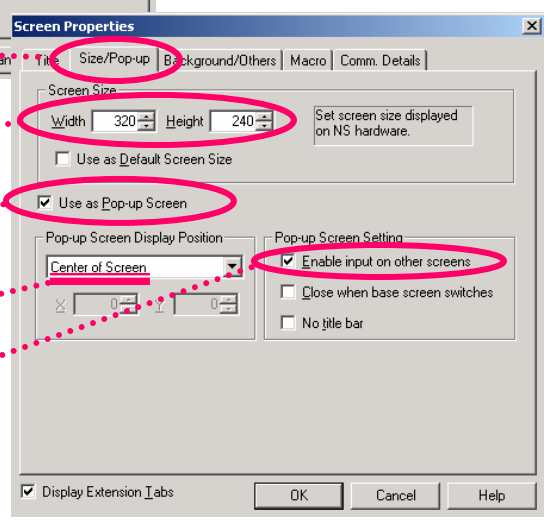 Screen Properties
Title Size/Pop-up Background/Others Macro Comm. Details
Screen Size
Width 320 Height 240
Set screen size displayed
on NS hardware.
Use as Default Screen Size
Use as Pop-up Screen
Pop-up Screen Display Position
Pop-up Screen Setting
Center of Screen
Enable input on other screens
X 0 Y 0
Close when base screen switches
No title bar
Display Extension Tabs
OK Cancel Help